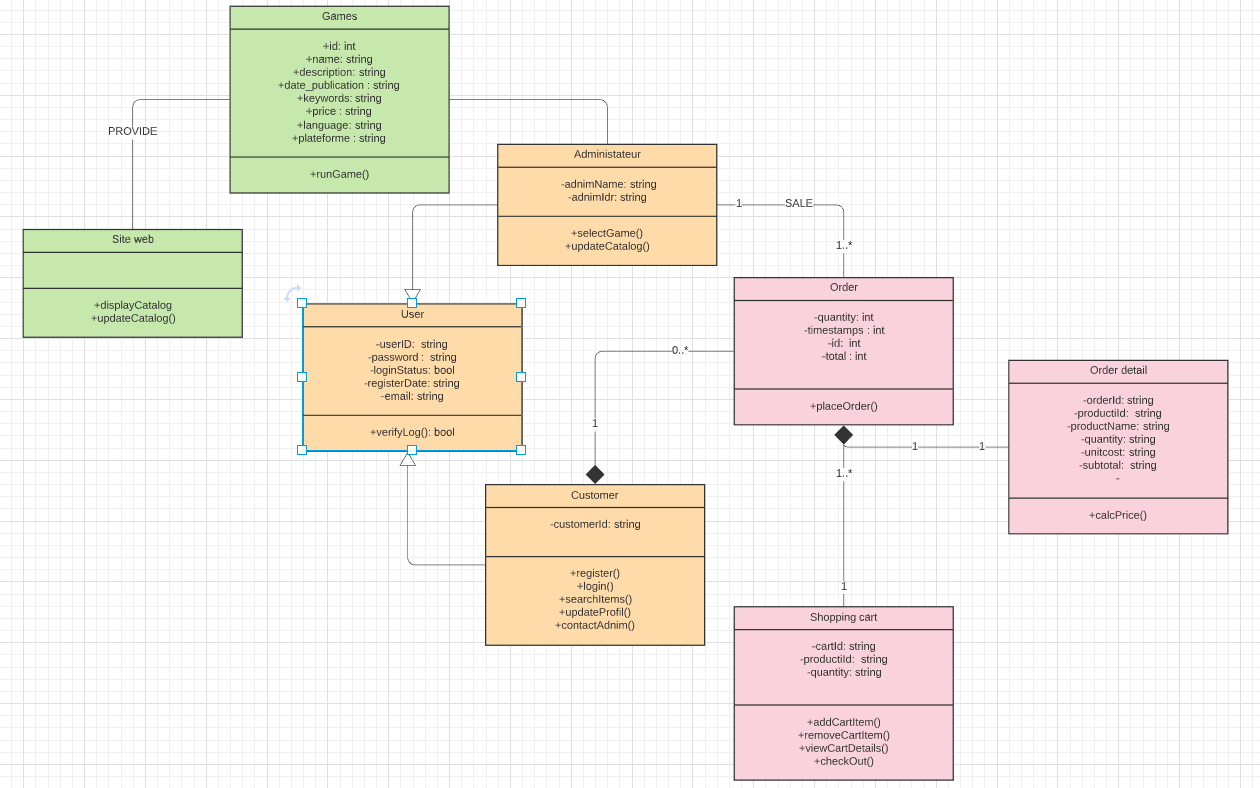 Games
+id: int
+name: string
+description: string
+date_publication : string
+keywords: string
+price : string
+language: string
+plateforme : string
+runGame()
PROVIDE
Site web
+displayCatalog
+updateCatalog()
Administateur
-adnimName: string
-adnimIdr: string
+selectGame()
+updateCatalog()
1
SALE
1..*
User
-userID: string
-password : string
-loginStatus: bool
-registerDate: string
-email: string
+verifyLog(): bool
Order
-quantity: int
-timestamps : int
-id: int
-total : int
+placeOrder()
0..*
1
Customer
-customerId: string
+register()
+login()
+searchItems()
+updateProfil()
+contactAdnim()
Order detail
-orderId: string
-productiId: string
-productName: string
-quantity: string
-unitcost: string
-subtotal: string
-
+calcPrice()
1
1
1..*
1
Shopping cart
-cartId: string
-productiId: string
-quantity: string
+addCartItem()
+removeCartItem()
+viewCartDetails()
+checkOut()